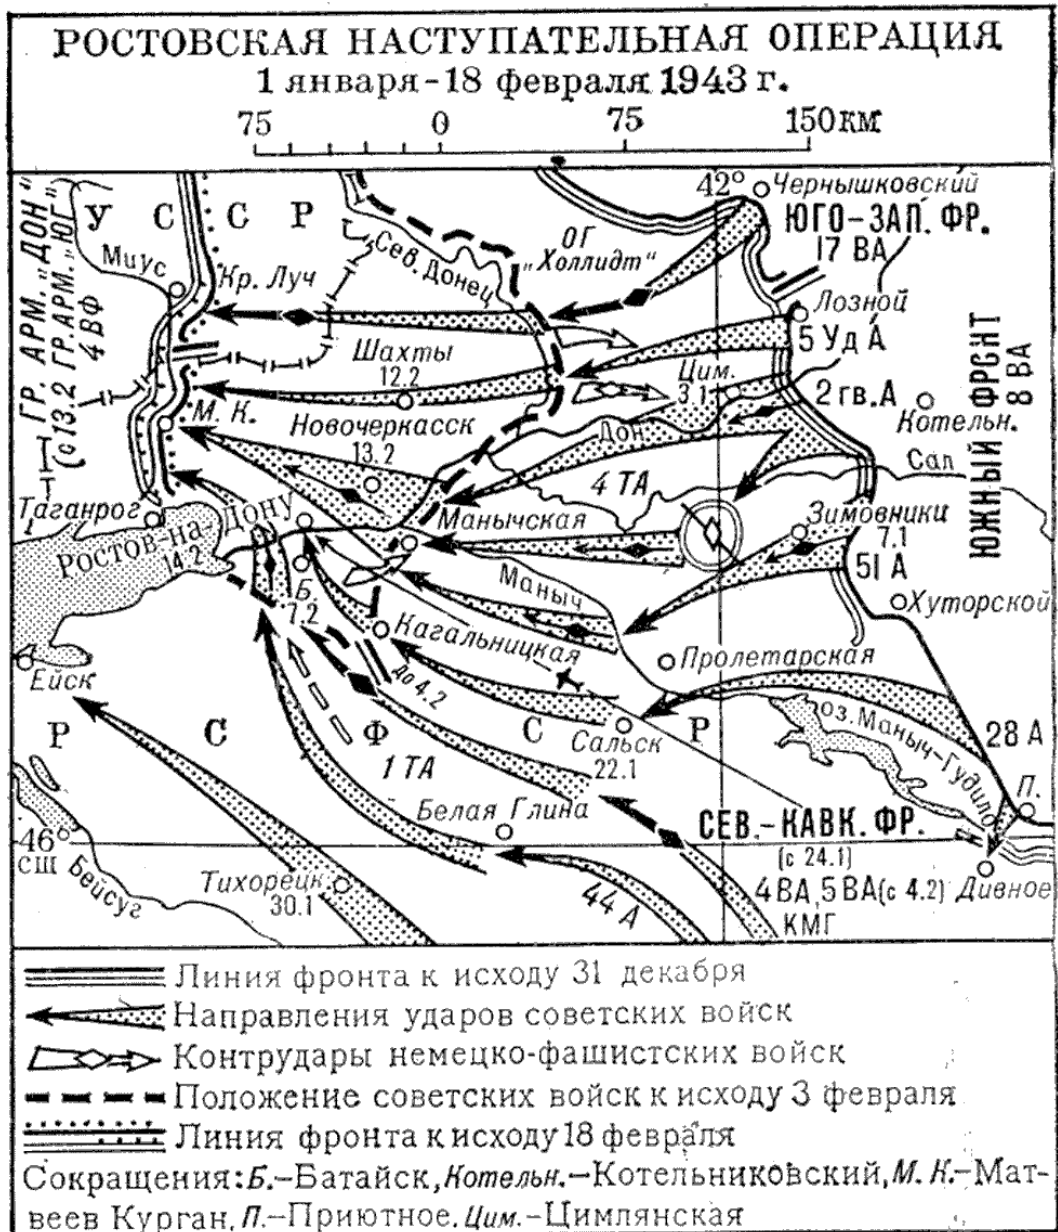 РОСТОВСКАЯ НАСТУПАТЕЛЬНАЯ ОПЕРАЦИЯ
1 января-18 февраля 1943 г.
75 0 75 150 КМ
42°
Чернышковский
ЮГО-ЗАП. ФР.
17 ВА
У С С Р
ГР. АРМ. „ДОН"
(с 13.2 ГР. АРМ. „ЮГ"
4 ВФ
Миус
Кр. Луч
Сев. Донец
ОГ
„Холлидт"
Лозной
5 Уд А
Шахты
12.2
Цим.
3.1
2 гв. А
Котельн.
ЮЖНЫЙ ФРОНТ
8 ВА
М. К.
Новочеркасск
13.2
Дон
4 ТА
Сал
Таганрог
Ростов-на-Дону
14.2
Манычская
Зимовники
7.1
51 А
Б.
7.2
Маныч
Хуторской
Кагальницкая
Пролетарская
Ейск
до 4.2
оз. Маныч-Гудило
28 А
Р С Ф С Р
Сальск
22.1
1 ТА
П.
Белая Глина
СЕВ.-КАВК. ФР.
(с 24.1)
4 ВА, 5 ВА (с 4.2)
КМГ
Дивное
46°
сш
Бейсуг
Тихорецк
30.1
44 А
Линия фронта к исходу 31 декабря
Направления ударов советских войск
Контрудары немецко-фашистских войск
Положение советских войск к исходу 3 февраля
Линия фронта к исходу 18 февраля
Сокращения: Б.-Батайск, Котельн.-Котельниковский, М. К.-Мат-
веев Курган, П.-Приютное, Цим.-Цимлянская